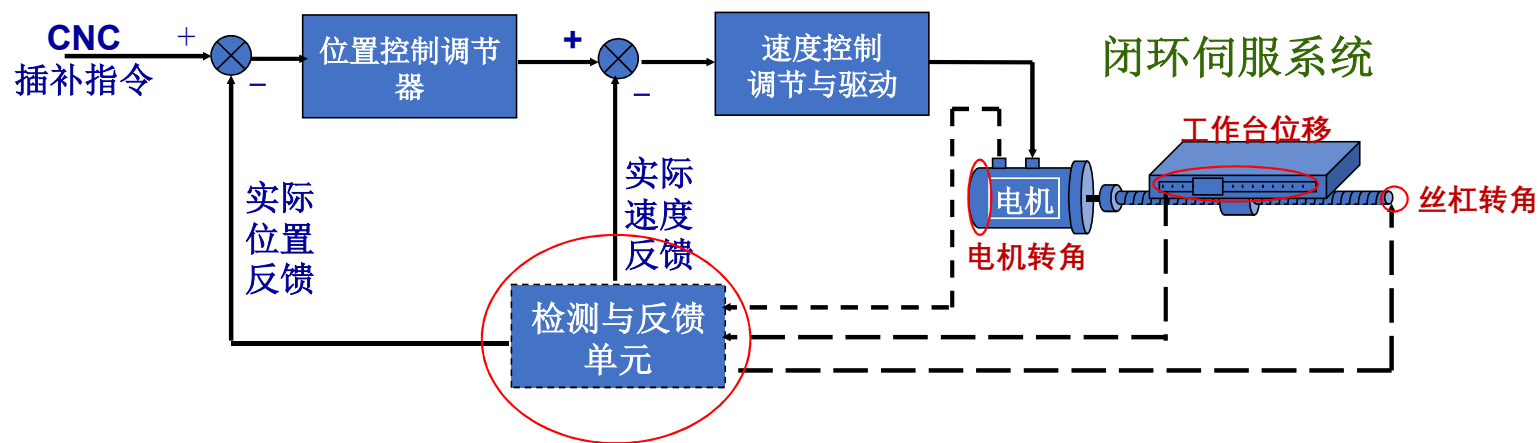 CNC
插补指令
+
−
位置控制调节
器
+
−
速度控制
调节与驱动
闭环伺服系统
工作台位移
电机
丝杠转角
电机转角
实际
位置
反馈
实际
速度
反馈
检测与反馈
单元